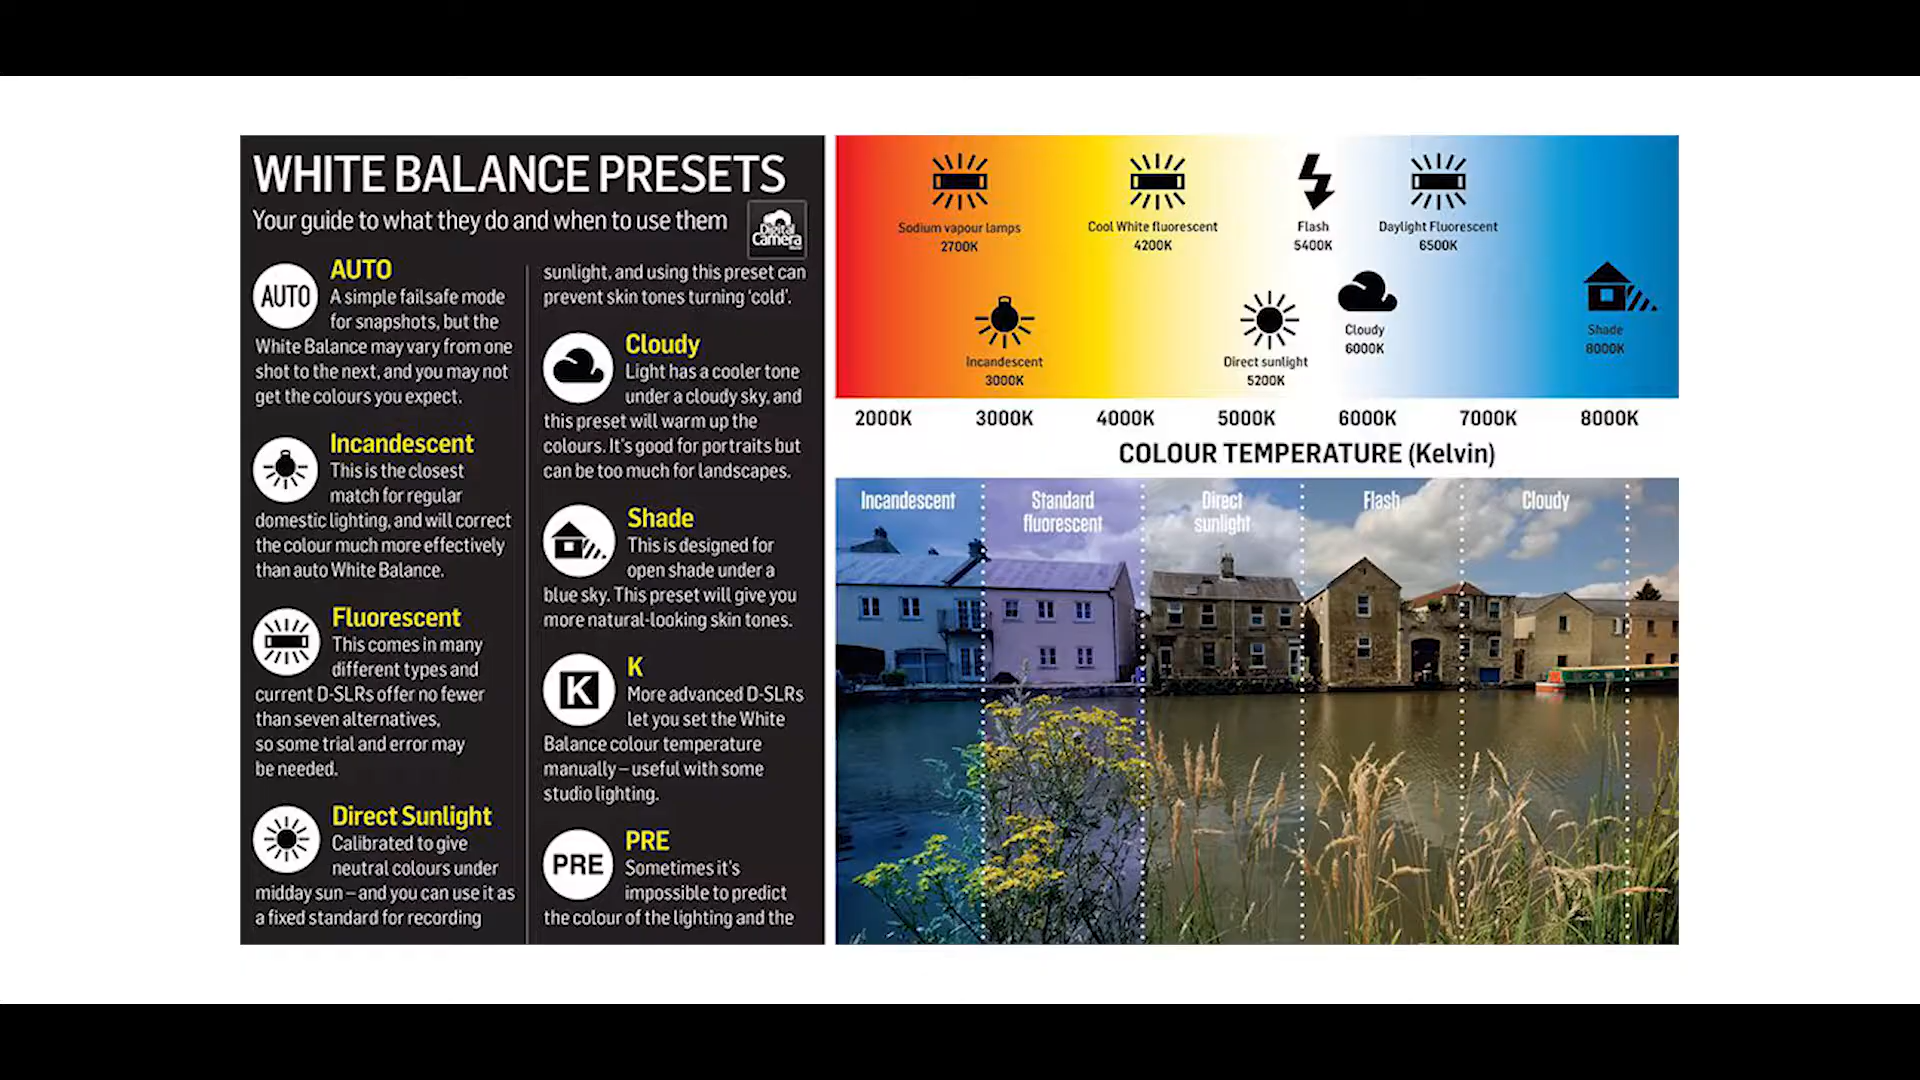 WHITE BALANCE PRESETS
Your guide to what they do and when to use them
Digital
Camera
AUTO
AUTO
A simple failsafe mode
for snapshots, but the
White Balance may vary from one
shot to the next, and you may not
get the colours you expect.
Incandescent
This is the closest
match for regular
domestic lighting, and will correct
the colour much more effectively
than auto White Balance.
Fluorescent
This comes in many
different types and
current D-SLRs offer no fewer
than seven alternatives,
so some trial and error may
be needed.
Direct Sunlight
Calibrated to give
neutral colours under
midday sun – and you can use it as
a fixed standard for recording
sunlight, and using this preset can
prevent skin tones turning ‘cold’.
Cloudy
Light has a cooler tone
under a cloudy sky, and
this preset will warm up the
colours. It's good for portraits but
can be too much for landscapes.
Shade
This is designed for
open shade under a
blue sky. This preset will give you
more natural-looking skin tones.
K
K
More advanced D-SLRs
let you set the White
Balance colour temperature
manually – useful with some
studio lighting.
PRE
PRE
Sometimes it's
impossible to predict
the colour of the lighting and the
Sodium vapour lamps
2700K
Cool White fluorescent
4200K
Flash
5400K
Daylight Fluorescent
6500K
Incandescent
3000K
Direct sunlight
5200K
Cloudy
6000K
Shade
8000K
2000K 3000K 4000K 5000K 6000K 7000K 8000K
COLOUR TEMPERATURE (Kelvin)
Incandescent
Standard
fluorescent
Direct
sunlight
Flash
Cloudy